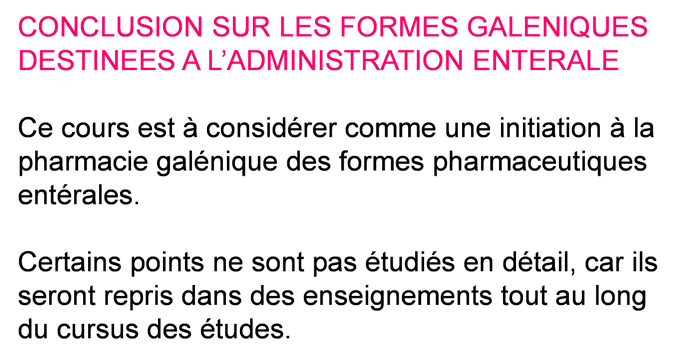 CONCLUSION SUR LES FORMES GALENIQUES
DESTINEES A L’ADMINISTRATION ENTERALE
Ce cours est à considérer comme une initiation à la
pharmacie galénique des formes pharmaceutiques
entérales.
Certains points ne sont pas étudiés en détail, car ils
seront repris dans des enseignements tout au long
du cursus des études.